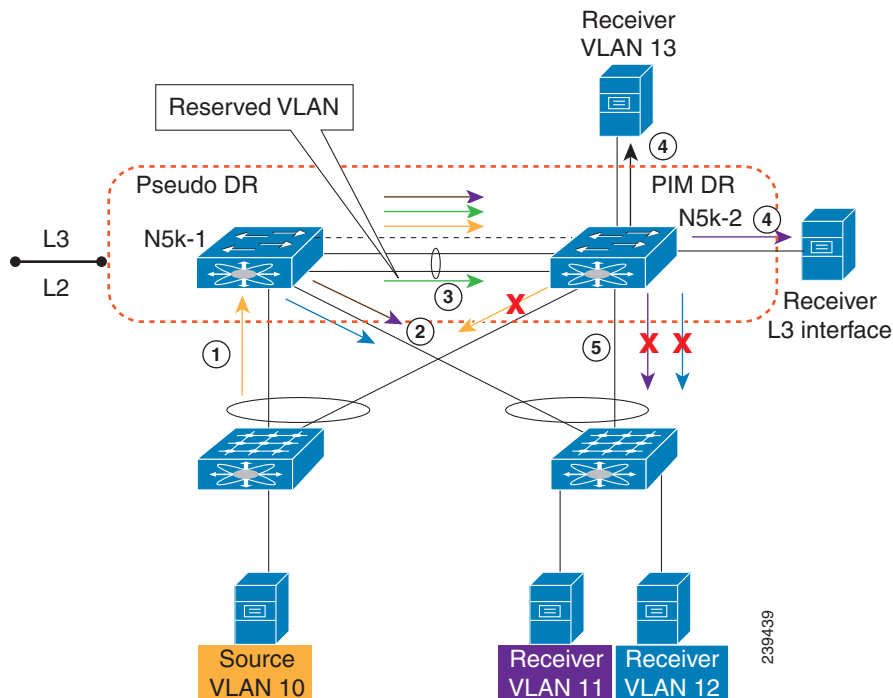 Receiver
VLAN 13
Reserved VLAN
4
Pseudo DR
PIM DR
N5k-1
N5k-2
4
L3
L2
3
Receiver
L3 interface
X
2
1
5
X
X
Source
VLAN 10
Receiver
VLAN 11
Receiver
VLAN 12
239439